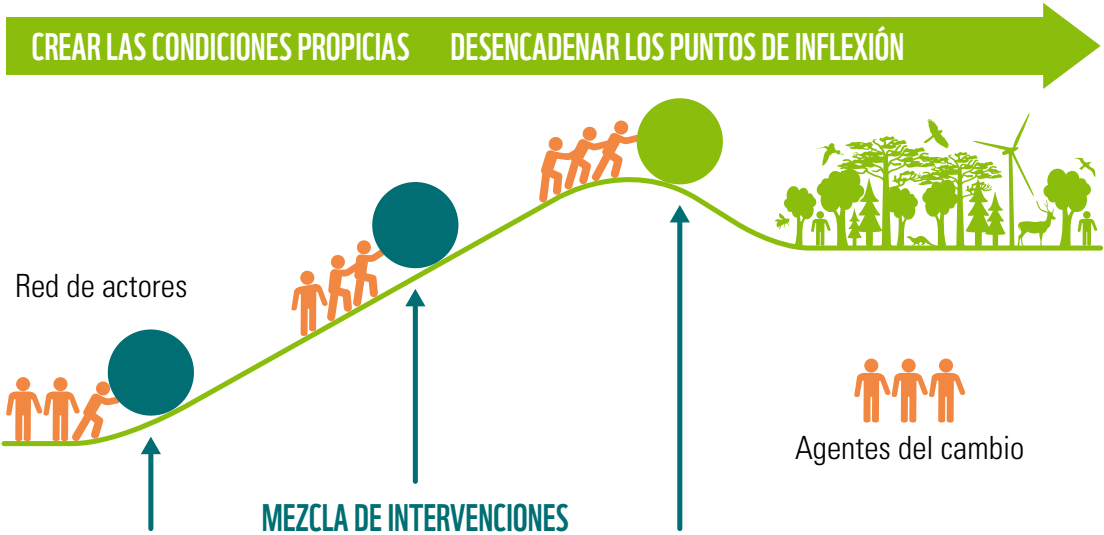 CREAR LAS CONDICIONES PROPICIAS
DESENCADENAR LOS PUNTOS DE INFLEXIÓN
Red de actores
Agentes del cambio
MEZCLA DE INTERVENCIONES